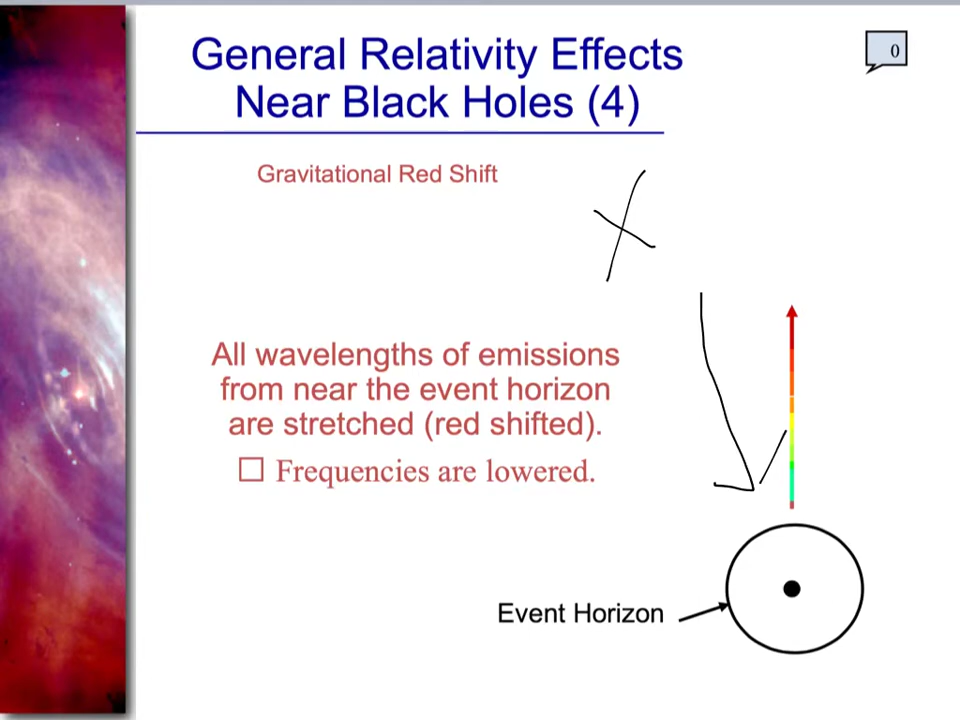 General Relativity Effects
Near Black Holes (4)
0
Gravitational Red Shift
All wavelengths of emissions
from near the event horizon
are stretched (red shifted).
☐ Frequencies are lowered.
Event Horizon